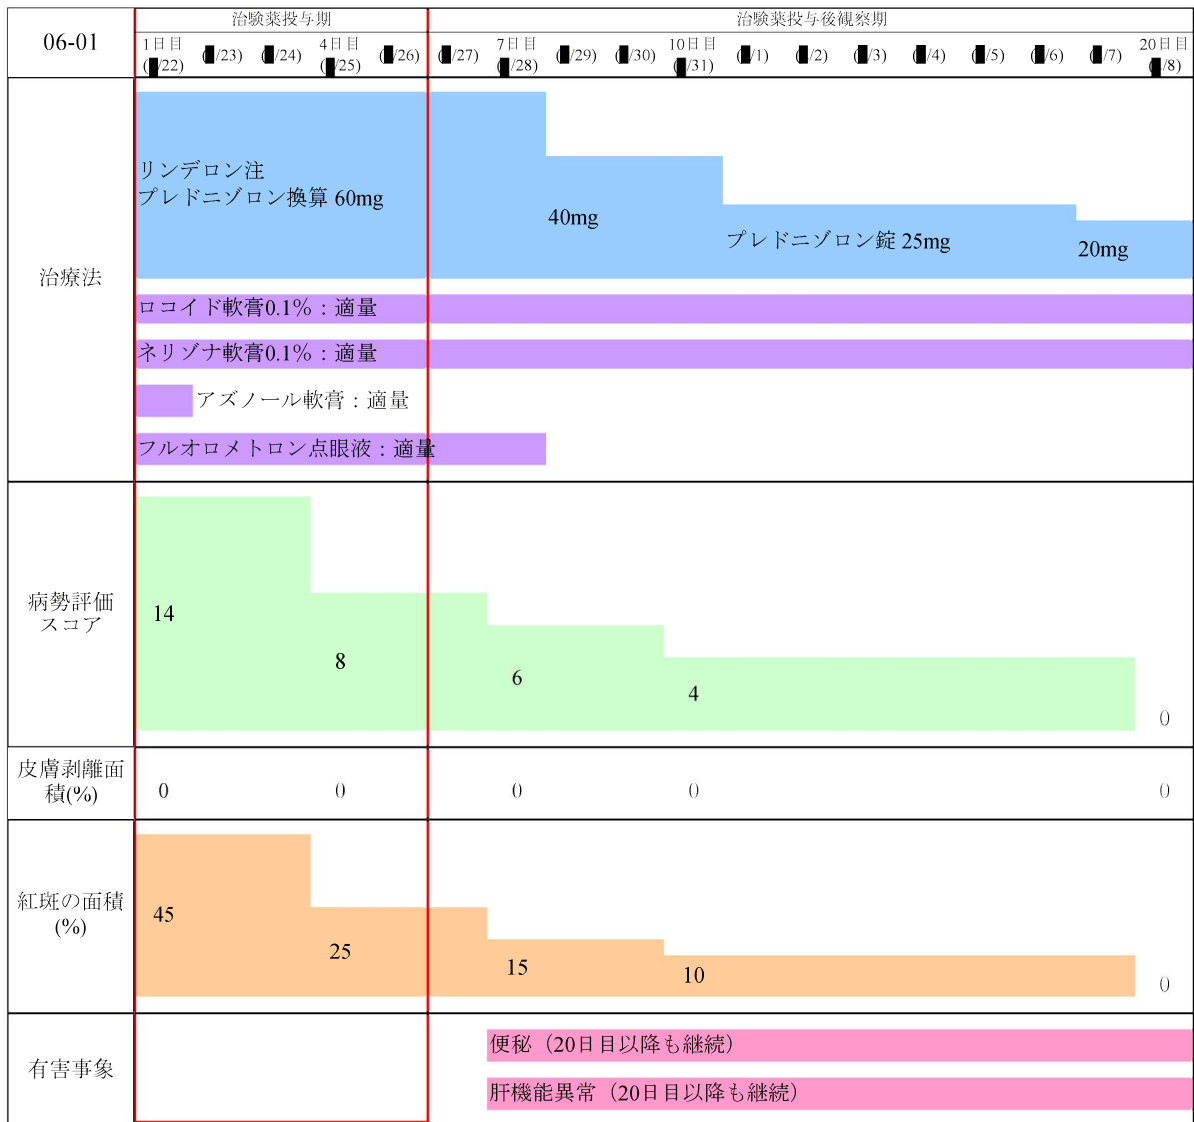 06-01
治験薬投与期
治験薬投与後観察期
1日目
(/22)
(/23)
(/24)
4日目
(/25)
(/26)
(/27)
7日目
(/28)
(/29)
(/30)
10日目
(/31)
(/1)
(/2)
(/3)
(/4)
(/5)
(/6)
(/7)
20日目
(/8)
治療法
リンデロン注
プレドニゾロン換算 60mg
40mg
プレドニゾロン錠 25mg
20mg
ロコイド軟膏0.1%：適量
ネリゾナ軟膏0.1%：適量
アズノール軟膏：適量
フルオロメトロン点眼液：適量
病勢評価
スコア
14
8
6
4
0
皮膚剥離面
積(%)
0
0
0
0
0
紅斑の面積
(%)
45
25
15
10
0
有害事象
便秘（20日目以降も継続）
肝機能異常（20日目以降も継続）